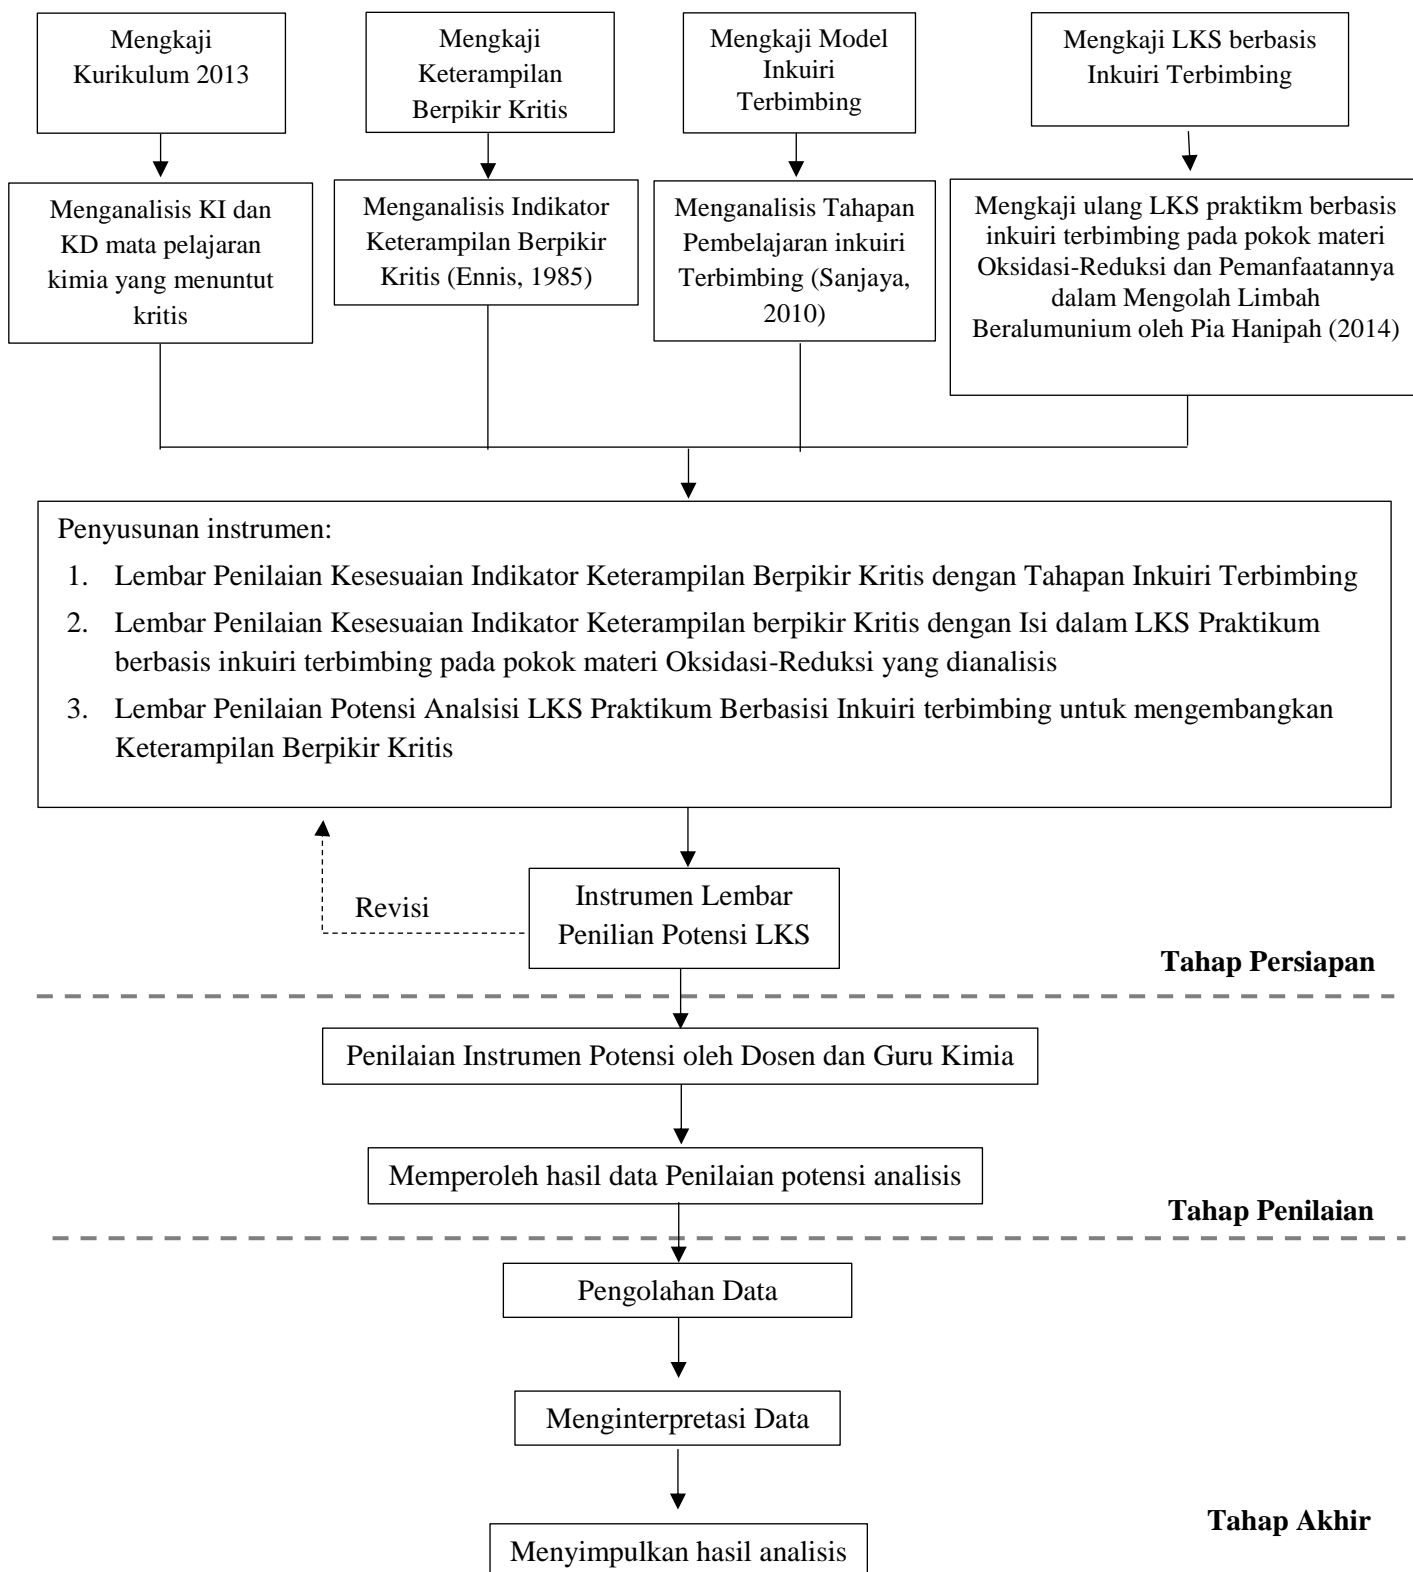 Mengkaji
Kurikulum 2013
Mengkaji
Keterampilan
Berpikir Kritis
Mengkaji Model
Inkuiri
Terbimbing
Mengkaji LKS berbasis
Inkuiri Terbimbing
Menganalisis KI dan
KD mata pelajaran
kimia yang menuntut
kritis
Menganalisis Indikator
Keterampilan Berpikir
Kritis (Ennis, 1985)
Menganalisis Tahapan
Pembelajaran inkuiri
Terbimbing (Sanjaya,
2010)
Mengkaji ulang LKS praktikm berbasis
inkuiri terbimbing pada pokok materi
Oksidasi-Reduksi dan Pemanfaatannya
dalam Mengolah Limbah
Beralumunium oleh Pia Hanipah (2014)
Penyusunan instrumen:
1. Lembar Penilaian Kesesuaian Indikator Keterampilan Berpikir Kritis dengan Tahapan Inkuiri Terbimbing
2. Lembar Penilaian Kesesuaian Indikator Keterampilan berpikir Kritis dengan Isi dalam LKS Praktikum
berbasis inkuiri terbimbing pada pokok materi Oksidasi-Reduksi yang dianalisis
3. Lembar Penilaian Potensi Analsisi LKS Praktikum Berbasisi Inkuiri terbimbing untuk mengembangkan
Keterampilan Berpikir Kritis
Revisi
Instrumen Lembar
Penilian Potensi LKS
Tahap Persiapan
Penilaian Instrumen Potensi oleh Dosen dan Guru Kimia
Memperoleh hasil data Penilaian potensi analisis
Tahap Penilaian
Pengolahan Data
Menginterpretasi Data
Tahap Akhir
Menyimpulkan hasil analisis